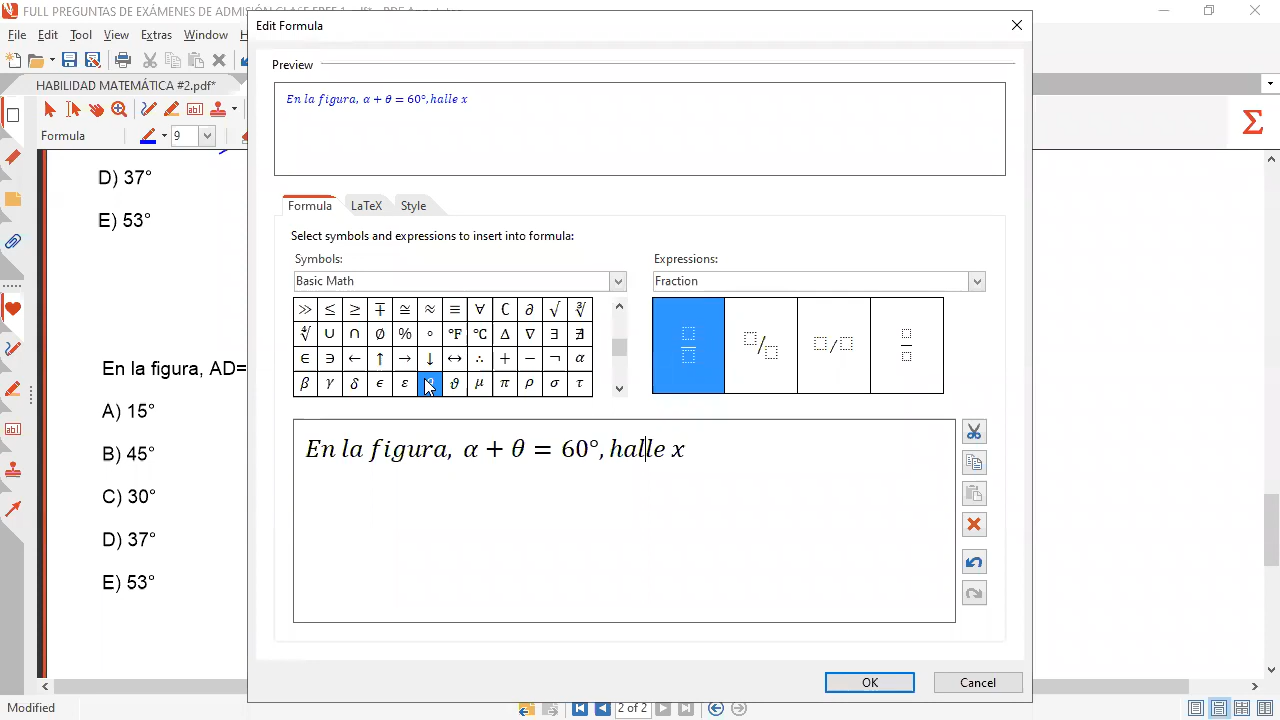 FULL PREGUNTAS DE EXÁMENES DE ADMISIÓN CLASE FREE 1
File Edit Tool View Extras Window
HABILIDAD MATEMÁTICA #2.pdf*
Formula 9
D) 37°
E) 53°
En la figura, AD=
A) 15°
B) 45°
C) 30°
D) 37°
E) 53°
Modified
2 of 2
Σ
Edit Formula
Preview
En la figura, α + θ = 60°, halle x
Formula LaTeX Style
Select symbols and expressions to insert into formula:
Symbols: Expressions:
Basic Math Fraction
≫ ≤ ≥ ∓ ≅ ≈ ≡ ∀ ∁ ∂ √ ∛
∜ ∪ ∩ ∅ % ° °F °C ∆ ∇ ∃ ∄
∈ ∋ ← ↑ → ↓ ↔ ∴ + − ¬ α
β γ δ ϵ ε ϑ μ π ρ σ τ
En la figura, α + θ = 60°, halle x
OK Cancel